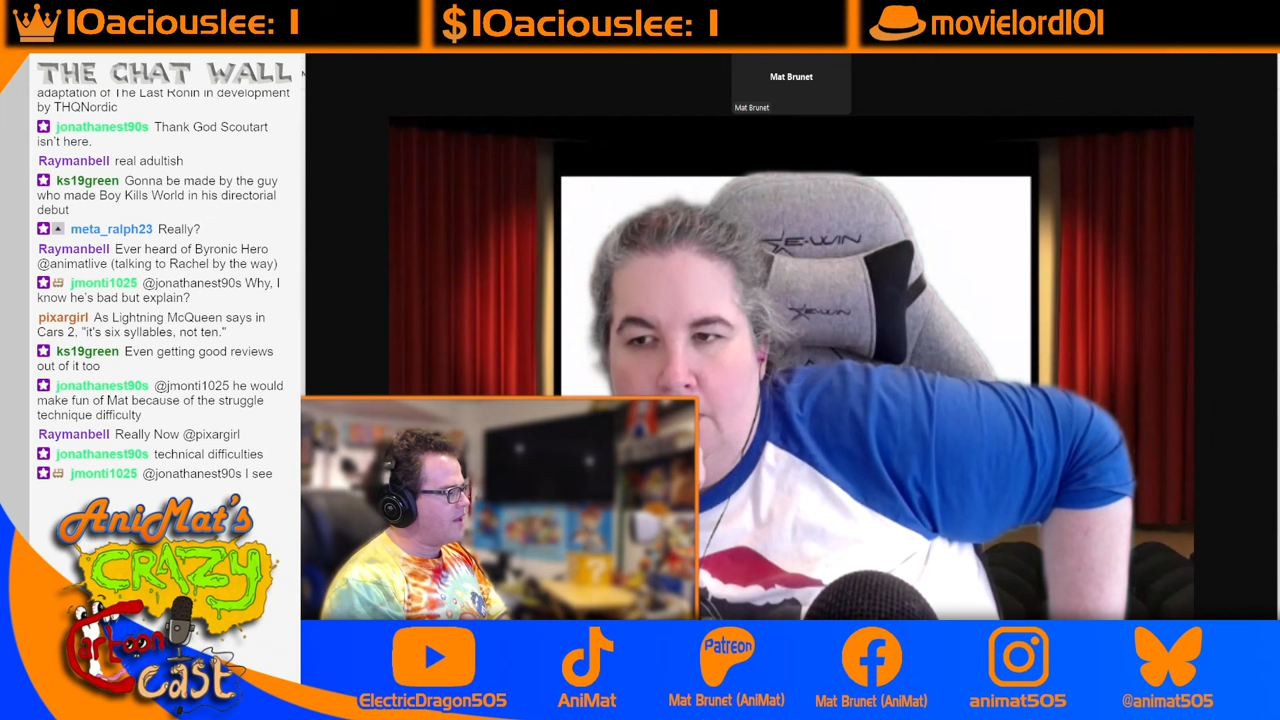 10aciouslee: 1
$10aciouslee: 1
movielord101
THE CHAT WALL
adaptation of The Last Ronin in development
by THQNordic
jonathanest90s Thank God Scoutart
isn't here.
Raymanbell real adultish
ks19green Gonna be made by the guy
who made Boy Kills World in his directorial
debut
meta_ralph23 Really?
Raymanbell Ever heard of Byronic Hero
@animatlive (talking to Rachel by the way)
jmonti1025 @jonathanest90s Why, I
know he's bad but explain?
pixargirl As Lightning McQueen says in
Cars 2, "it's six syllables, not ten."
ks19green Even getting good reviews
out of it too
jonathanest90s @jmonti1025 he would
make fun of Mat because of the struggle
technique difficulty
Raymanbell Really Now @pixargirl
jonathanest90s technical difficulties
jmonti1025 @jonathanest90s I see
AniMat's
CRAZY
Cartoon
Cast
Mat Brunet
Mat Brunet
E-WIN
E-WIN
Patreon
ElectricDragon505
AniMat
Mat Brunet (AniMat)
Mat Brunet (AniMat)
animat505
@animat505